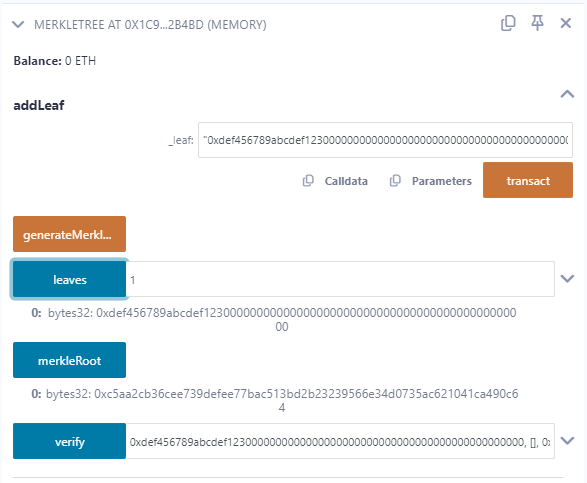 MERKLETREE AT 0X1C9...2B4BD (MEMORY)
Balance: 0 ETH
addLeaf
_leaf:
"0xdef456789abcdef1230000000000000000000000000000000000000000
Calldata
Parameters
transact
generateMerkl...
leaves
1
0: bytes32: 0xdef456789abcdef12300000000000000000000000000000000000000000000
00
merkleRoot
0: bytes32: 0xc5aa2cb36cee739defee77bac513bd2b23239566e34d0735ac621041ca490c6
4
verify
0xdef456789abcdef1230000000000000000000000000000000000000000000000, [], 0x